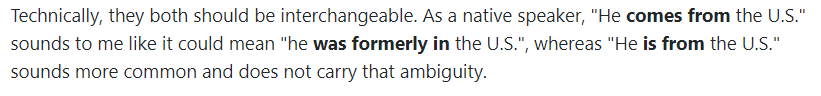 Technically, they both should be interchangeable. As a native speaker, "He comes from the U.S."
sounds to me like it could mean "he was formerly in the U.S.", whereas "He is from the U.S."
sounds more common and does not carry that ambiguity.